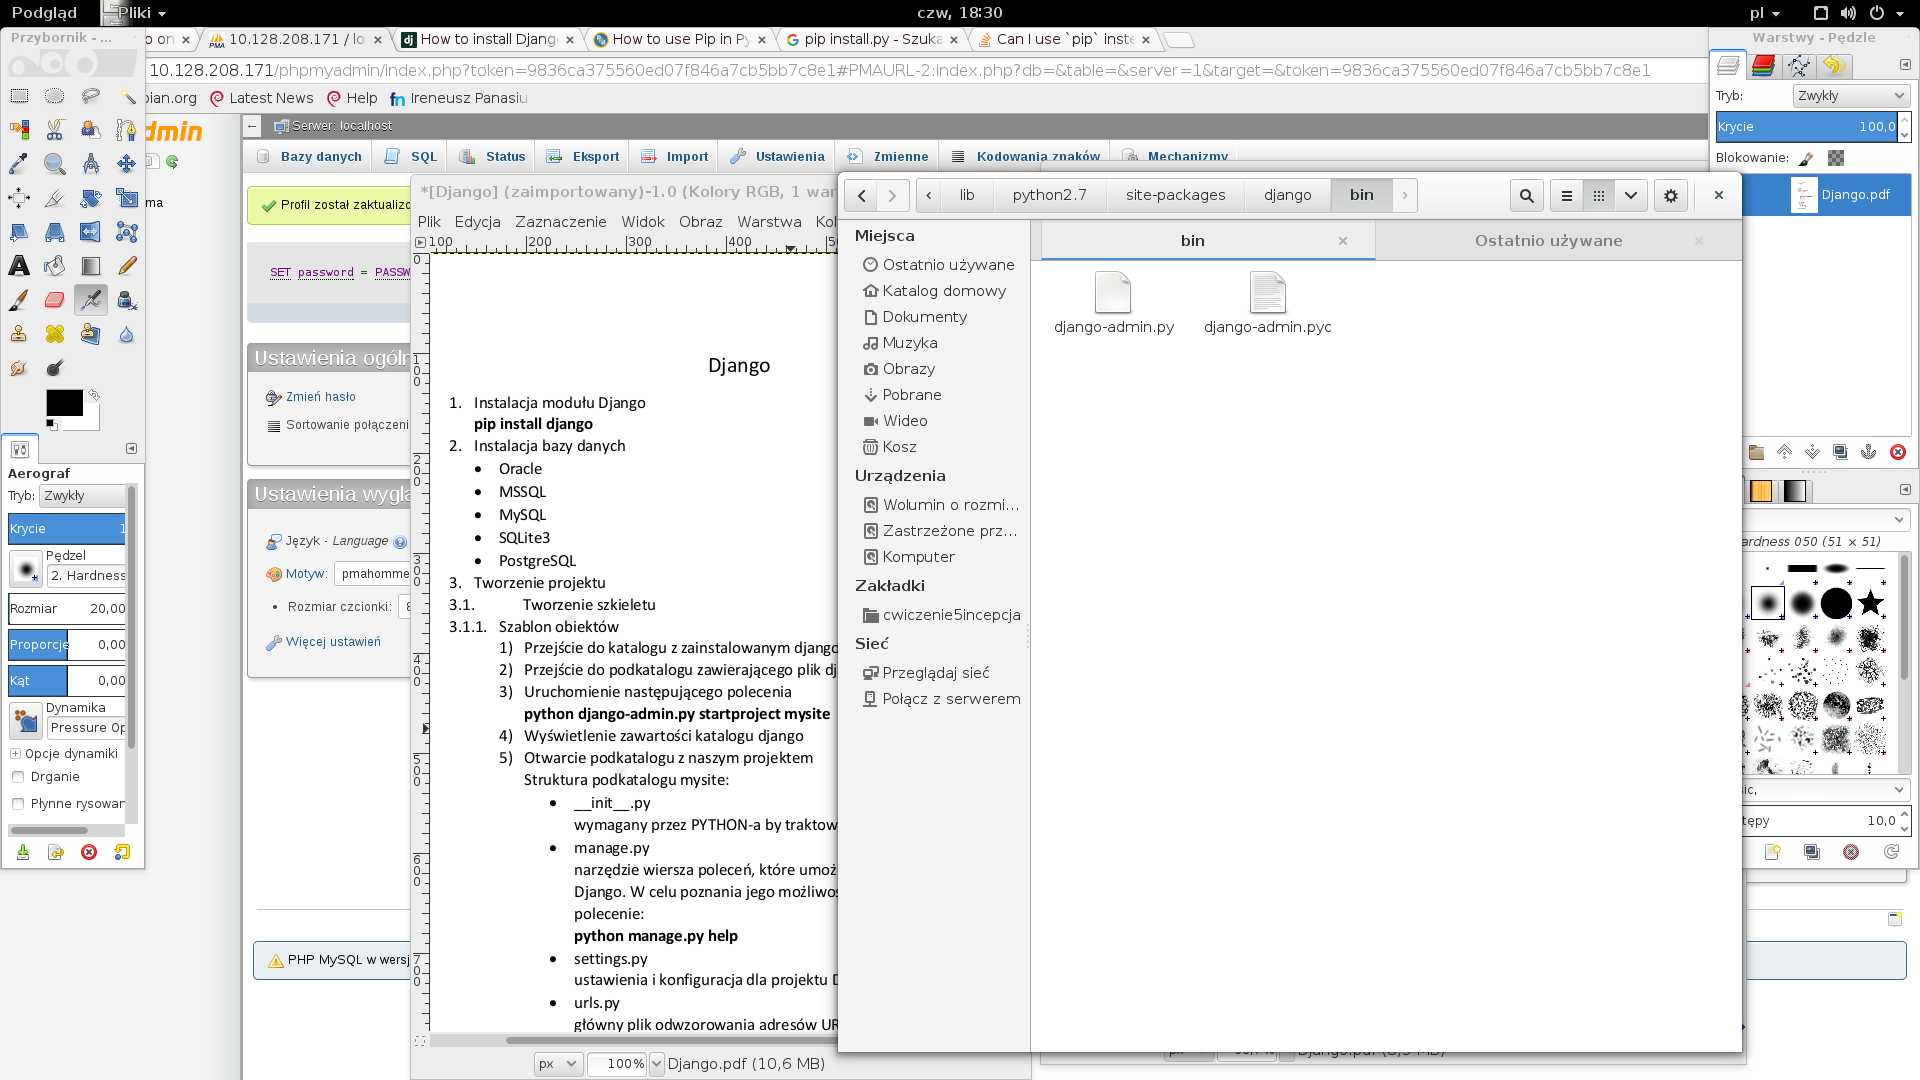 Podgląd
Pliki
czw, 18:30
pl
Przybornik - ...
o on
10.128.208.171 / lo
How to install Djang
How to use Pip in Py
pip install.py - Szuka
Can I use `pip` inste
Warstwy - Pędzle
10.128.208.171/phpmyadmin/index.php?token=9836ca375560ed07f846a7cb5bb7c8e1#PMAURL-2:index.php?db=&table=&server=1&target=&token=9836ca375560ed07f846a7cb5bb7c8e1
bian.org
Latest News
Help
Ireneusz Panasiu
dmin
ma
Serwer: localhost
Bazy danych
SQL
Status
Eksport
Import
Ustawienia
Zmienne
Kodowania znaków
Mechanizmy
Profil został zaktualizo
SET password = PASSW
Ustawienia ogóln
Zmień hasło
Sortowanie połączeni
Ustawienia wyglą
Język - Language
Motyw:
pmahomme
Rozmiar czcionki:
8
Więcej ustawień
PHP MySQL w wersj
Aerograf
Tryb:
Zwykły
Krycie
1
Pędzel
2. Hardness
Rozmiar
20,00
Proporcje
0,00
Kąt
0,00
Dynamika
Pressure Op
Opcje dynamiki
Drganie
Płynne rysowan
*[Django] (zaimportowany)-1.0 (Kolory RGB, 1 war
Plik
Edycja
Zaznaczenie
Widok
Obraz
Warstwa
Kol
100
200
300
400
Django
1. Instalacja modułu Django
pip install django
2. Instalacja bazy danych
• Oracle
• MSSQL
• MySQL
• SQLite3
• PostgreSQL
3. Tworzenie projektu
3.1. Tworzenie szkieletu
3.1.1. Szablon obiektów
1) Przejście do katalogu z zainstalowanym django
2) Przejście do podkatalogu zawierającego plik dj
3) Uruchomienie następującego polecenia
python django-admin.py startproject mysite
4) Wyświetlenie zawartości katalogu django
5) Otwarcie podkatalogu z naszym projektem
Struktura podkatalogu mysite:
• __init__.py
wymagany przez PYTHON-a by traktow
• manage.py
narzędzie wiersza poleceń, które umoż
Django. W celu poznania jego możliwoś
polecenie:
python manage.py help
• settings.py
ustawienia i konfiguracja dla projektu D
• urls.py
główny plik odwzorowania adresów UR
px
100%
Django.pdf (10,6 MB)
lib
python2.7
site-packages
django
bin
bin
Ostatnio używane
Miejsca
Ostatnio używane
Katalog domowy
Dokumenty
Muzyka
Obrazy
Pobrane
Wideo
Kosz
Urządzenia
Wolumin o rozmi...
Zastrzeżone prz...
Komputer
Zakładki
cwiczenie5incepcja
Sieć
Przeglądaj sieć
Połącz z serwerem
django-admin.py
django-admin.pyc
Tryb:
Zwykły
Krycie
100,0
Blokowanie:
Django.pdf
ardness 050 (51 × 51)
sic,
tępy
10,0